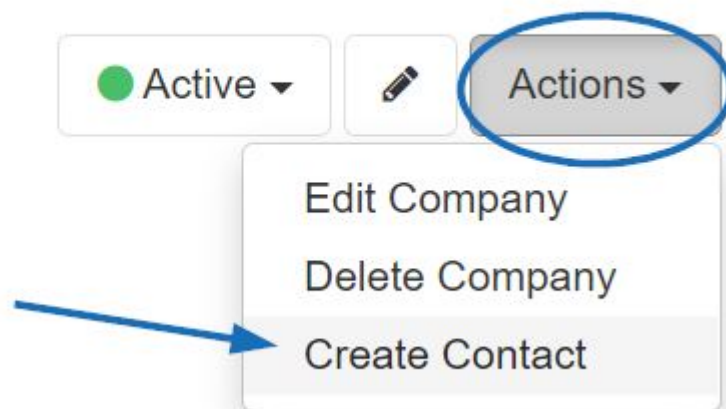 Active
Actions
Edit Company
Delete Company
Create Contact